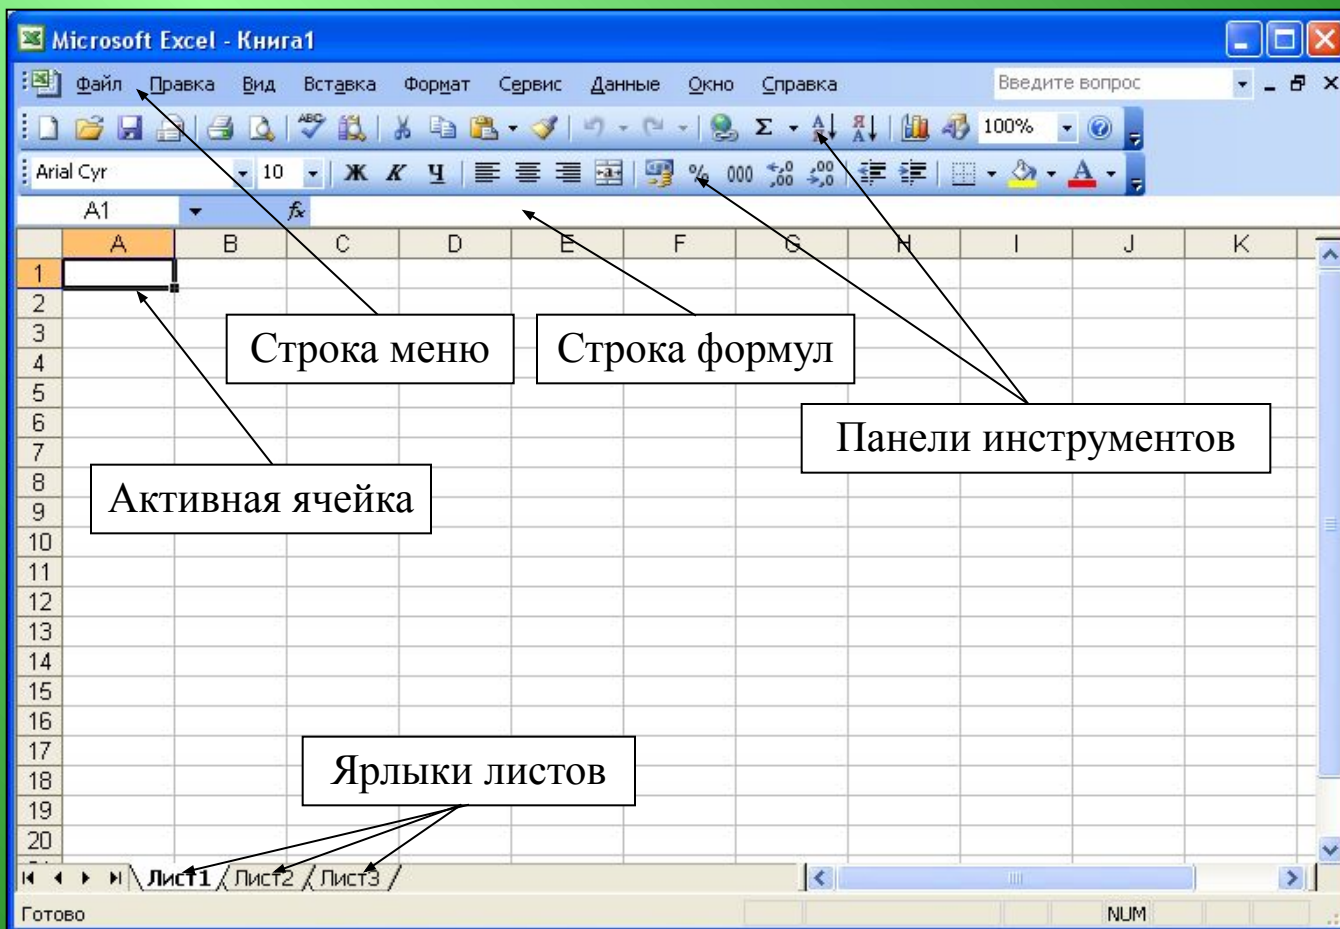 Microsoft Excel - Книга1
Файл Правка Вид Вставка Формат Сервис Данные Окно Справка Введите вопрос
100%
Arial Cyr 10 Ж К Ч % 000
A1 fx
A B C D E F G H I J K
1
2
3
Строка меню Строка формул
4
5
6
Панели инструментов
7
8
Активная ячейка
9
10
11
12
13
14
15
16
17
Ярлыки листов
18
19
20
Лист1 Лист2 Лист3
Готово NUM